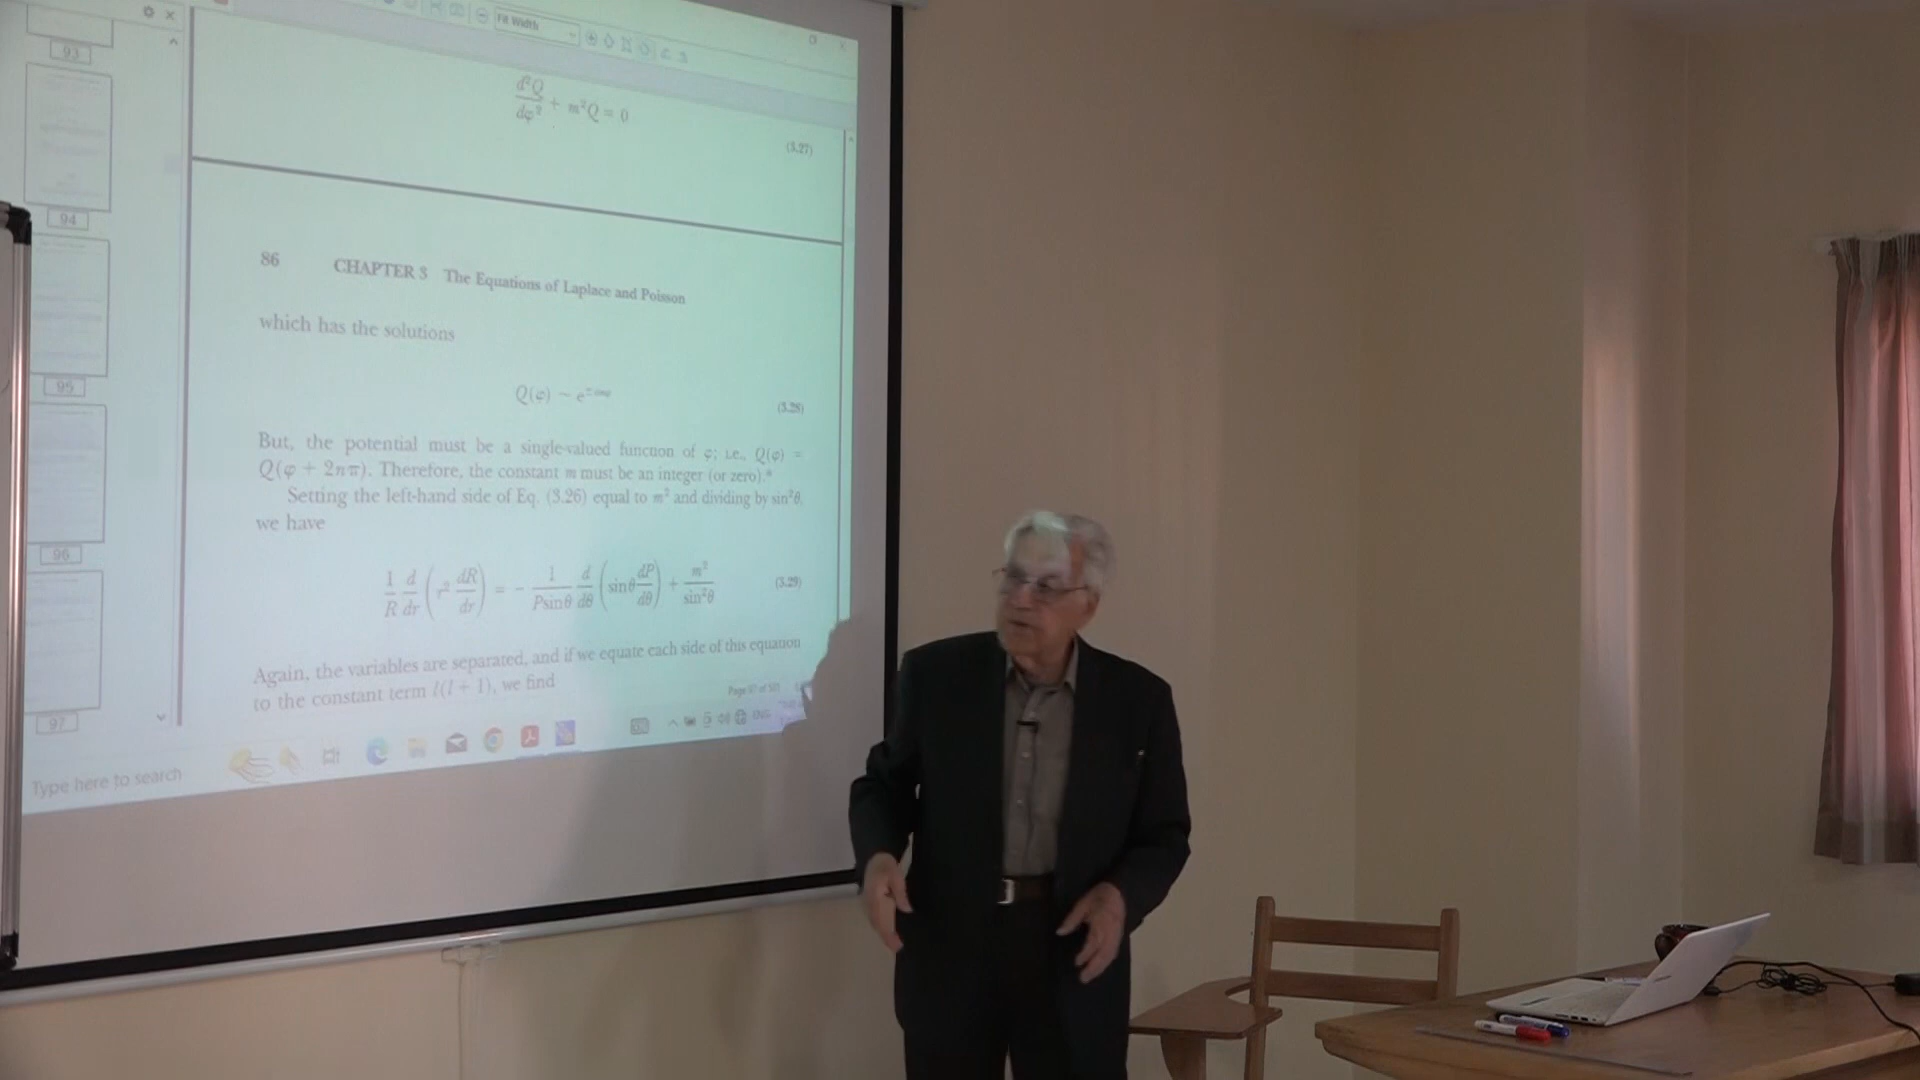 Fit Width
93
94
95
96
97
d²Q/dφ² + m²Q = 0
(3.27)
86 CHAPTER 3 The Equations of Laplace and Poisson
which has the solutions
Q(φ) ~ e
(3.28)
But, the potential must be a single-valued function of φ; i.e., Q(φ) =
Q(φ + 2nπ). Therefore, the constant m must be an integer (or zero).*
Setting the left-hand side of Eq. (3.26) equal to m² and dividing by sin²θ,
we have
1/R d/dr (r² dR/dr) = − 1/(P sinθ) d/dθ (sinθ dP/dθ) + m²/sin²θ (3.29)
Again, the variables are separated, and if we equate each side of this equation
to the constant term l(l + 1), we find
Type here to search
ENG